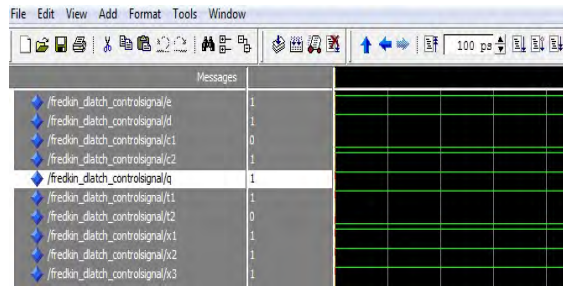 File Edit View Add Format Tools Window
100 ps
Messages
/fredkin_dlatch_controlsignal/e 1
/fredkin_dlatch_controlsignal/d 1
/fredkin_dlatch_controlsignal/c1 0
/fredkin_dlatch_controlsignal/c2 1
/fredkin_dlatch_controlsignal/q 1
/fredkin_dlatch_controlsignal/t1 1
/fredkin_dlatch_controlsignal/t2 0
/fredkin_dlatch_controlsignal/x1 1
/fredkin_dlatch_controlsignal/x2 1
/fredkin_dlatch_controlsignal/x3 1